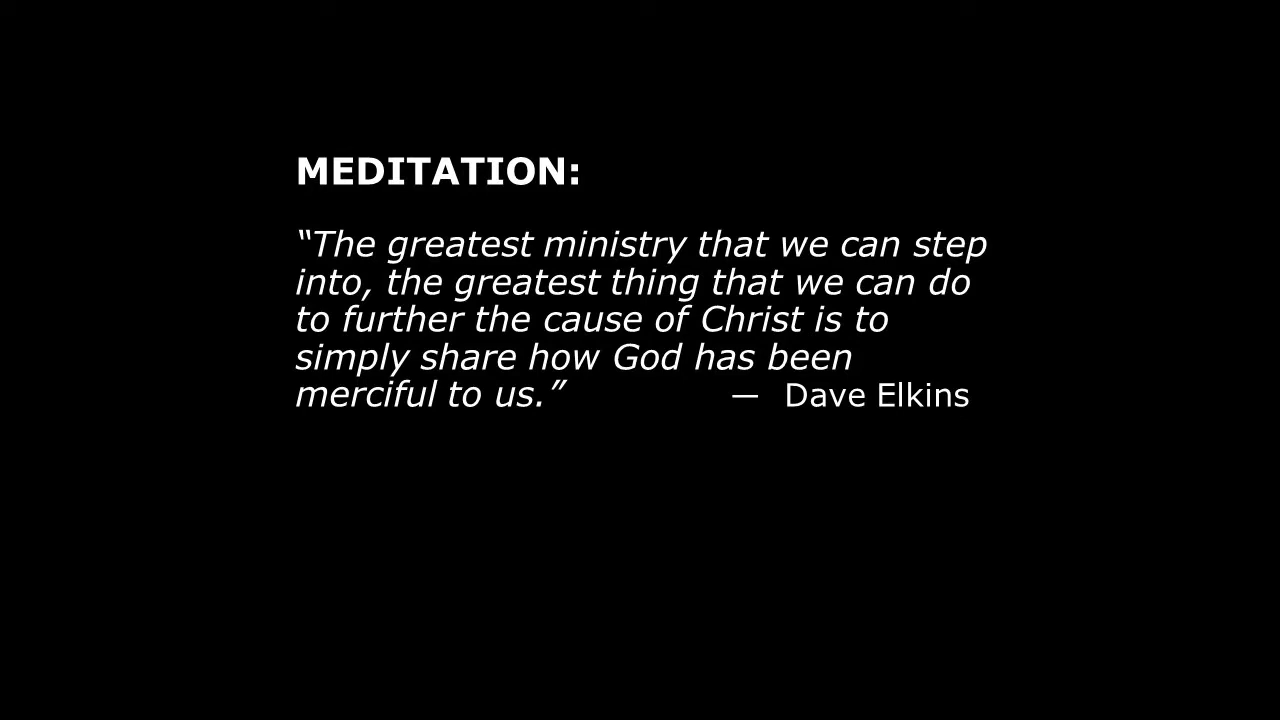 MEDITATION:
“The greatest ministry that we can step
into, the greatest thing that we can do
to further the cause of Christ is to
simply share how God has been
merciful to us.” — Dave Elkins